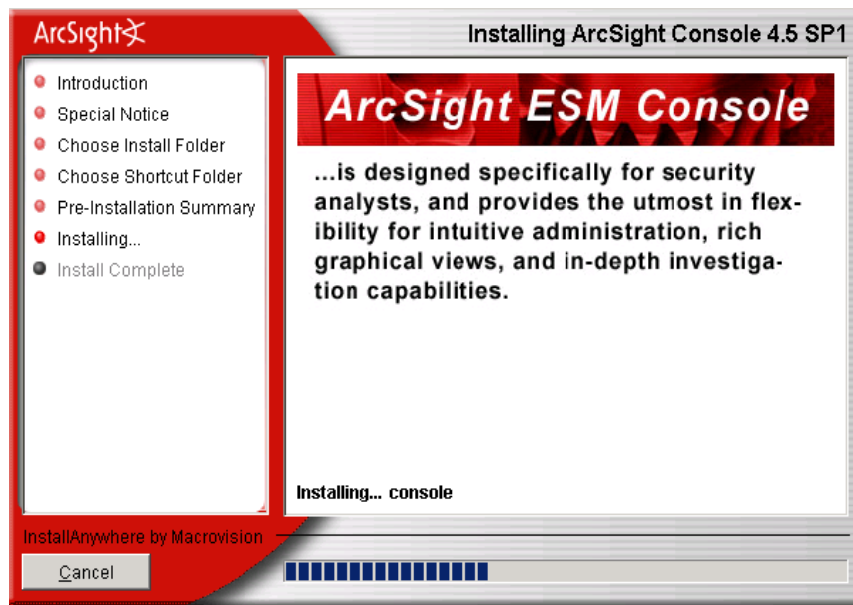 ArcSight
Installing ArcSight Console 4.5 SP1
Introduction
Special Notice
Choose Install Folder
Choose Shortcut Folder
Pre-Installation Summary
Installing...
Install Complete
ArcSight ESM Console
...is designed specifically for security
analysts, and provides the utmost in flex-
ibility for intuitive administration, rich
graphical views, and in-depth investiga-
tion capabilities.
Installing... console
InstallAnywhere by Macrovision
Cancel